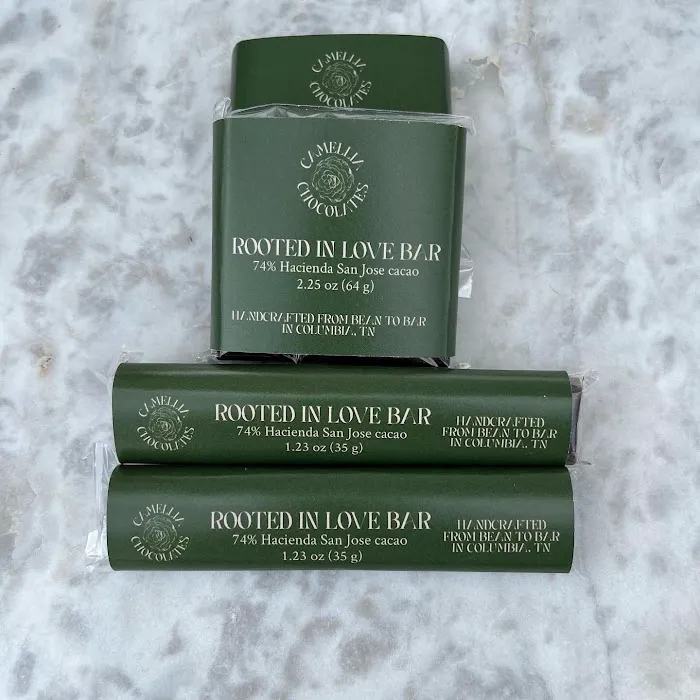 CAMELLIA
CHOCOLATES
CAMELLIA
CHOCOLATES
ROOTED IN LOVE BAR
74% Hacienda San Jose cacao
2.25 oz (64 g)
HANDCRAFTED FROM BEAN TO BAR
IN COLUMBIA, TN
CAMELLIA
CHOCOLATES
ROOTED IN LOVE BAR
74% Hacienda San Jose cacao
1.23 oz (35 g)
HANDCRAFTED
FROM BEAN TO BAR
IN COLUMBIA, TN
CAMELLIA
CHOCOLATES
ROOTED IN LOVE BAR
74% Hacienda San Jose cacao
1.23 oz (35 g)
HANDCRAFTED
FROM BEAN TO BAR
IN COLUMBIA, TN